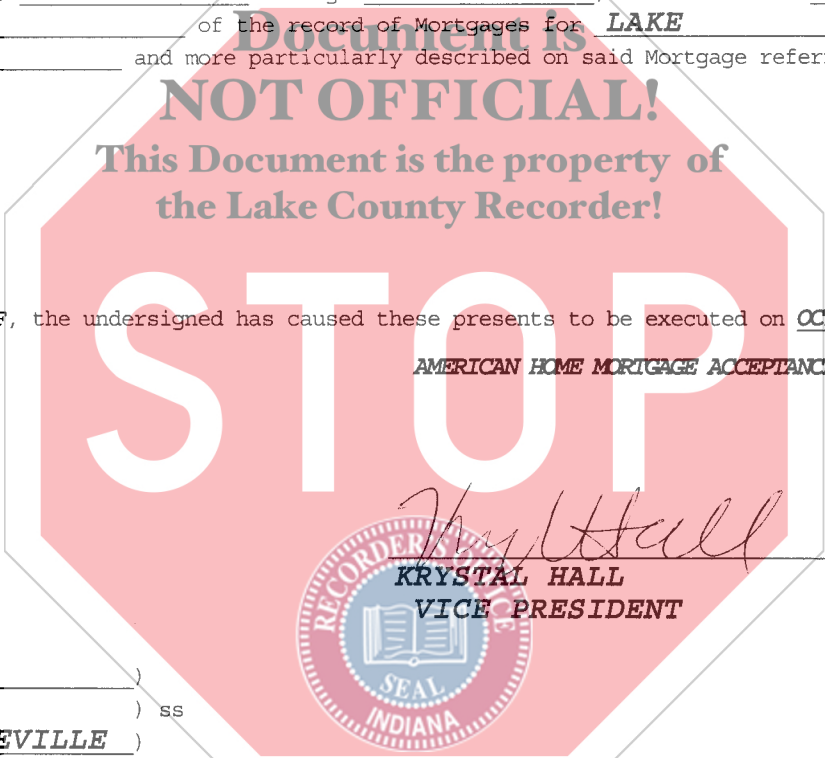 of the record of Mortgages for LAKE
Document is
and more particularly described on said Mortgage referr
NOT OFFICIAL!
This Document is the property of
the Lake County Recorder!
F, the undersigned has caused these presents to be executed on OC
AMERICAN HOME MORTGAGE ACCEPTANC
STOP
KRYSTAL HALL
VICE PRESIDENT
RECORDER'S OFFICE
SEAL
INDIANA
)
) ss
EVILLE )